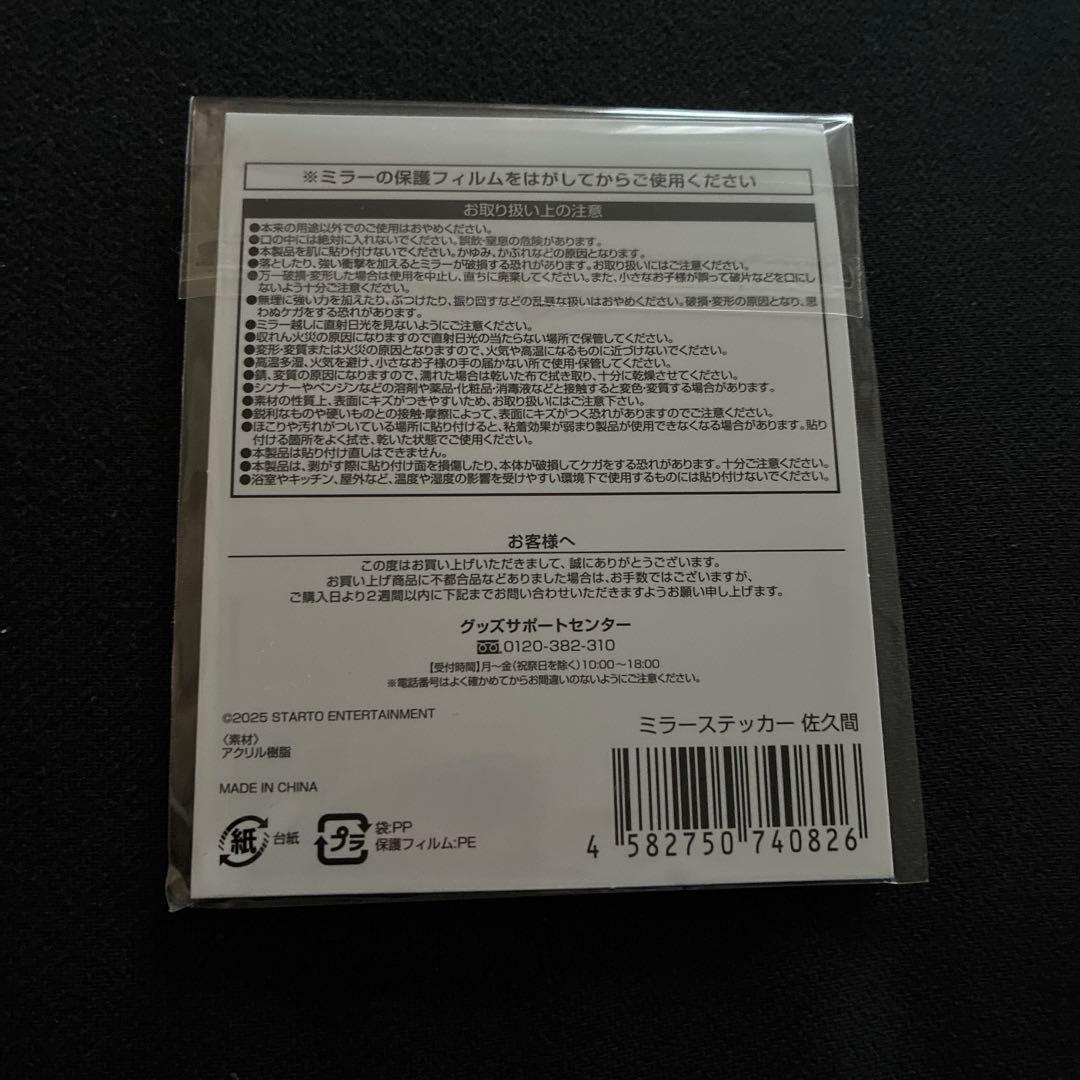 ※ミラーの保護フィルムをはがしてからご使用ください
お取り扱い上の注意
●本来の用途以外でのご使用はおやめください。
●口の中には絶対に入れないでください。誤飲・窒息の危険があります。
●本製品を肌に貼り付けないでください。かゆみ、かぶれなどの原因となります。
●落としたり、強い衝撃を加えるとミラーが破損する恐れがあります。お取り扱いにはご注意ください。
●万一破損・変形した場合は使用を中止し、直ちに廃棄してください。また、小さなお子様が誤って破片などを口にし
ないよう十分ご注意ください。
●無理に強い力を加えたり、ぶつけたり、振り回すなどの乱暴な扱いはおやめください。破損・変形の原因となり、思
わぬケガをする恐れがあります。
●ミラー越しに直射日光を見ないようにご注意ください。
●収れん火災の原因になりますので直射日光の当たらない場所で保管してください。
●変形・変質または火災の原因となりますので、火気や高温になるものに近づけないでください。
●高温多湿、火気を避け、小さなお子様の手の届かない所で使用・保管してください。
●錆、変質の原因になりますので、濡れた場合は乾いた布で拭き取り、十分に乾燥させてください。
●シンナーやベンジンなどの溶剤や薬品・化粧品・消毒液などと接触すると変色・変質する場合があります。
●素材の性質上、表面にキズがつきやすいため、お取り扱いにはご注意下さい。
●鋭利なものや硬いものとの接触・摩擦によって、表面にキズがつく恐れがありますのでご注意ください。
●ほこりや汚れがついている場所に貼り付けると、粘着効果が弱まり製品が使用できなくなる場合があります。貼り
付ける箇所をよく拭き、乾いた状態でご使用ください。
●本製品は貼り付け直しはできません。
●本製品は、剥がす際に貼り付け面を損傷したり、本体が破損してケガをする恐れがあります。十分ご注意ください。
●浴室やキッチン、屋外など、温度や湿度の影響を受けやすい環境下で使用するものには貼り付けないでください。
お客様へ
この度はお買い上げいただきまして、誠にありがとうございます。
お買い上げ商品に不都合品などありました場合は、お手数ではございますが、
ご購入日より2週間以内に下記までお問い合わせいただきますようお願い申し上げます。
グッズサポートセンター
0120-382-310
【受付時間】月～金(祝祭日を除く)10:00～18:00
※電話番号はよく確かめてからお間違いのないようにご注意ください。
©2025 STARTO ENTERTAINMENT
〈素材〉
アクリル樹脂
MADE IN CHINA
紙 台紙
プラ 袋:PP
保護フィルム:PE
ミラーステッカー 佐久間
4 582750 740826